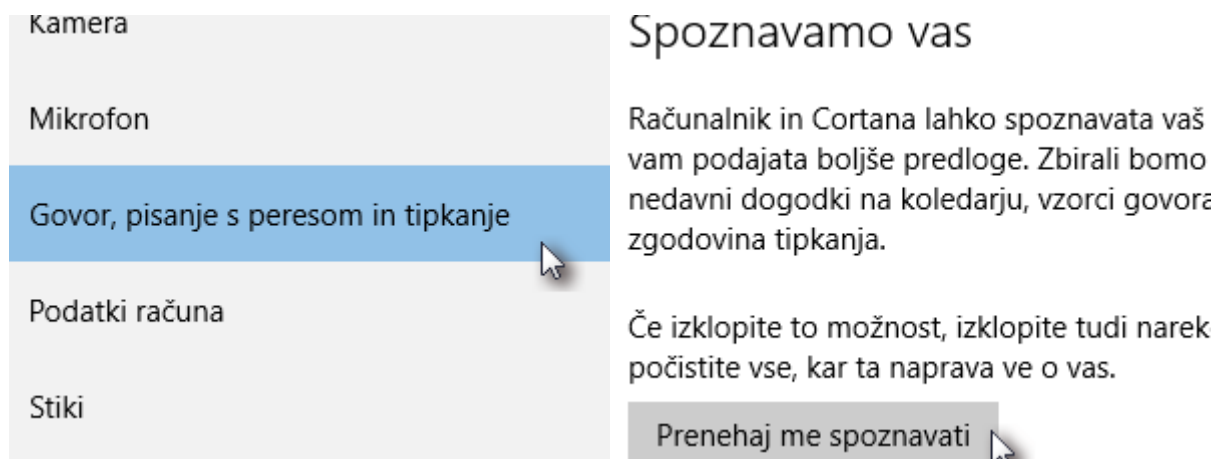 Kamera
Mikrofon
Govor, pisanje s peresom in tipkanje
Podatki računa
Stiki
Spoznavamo vas
Računalnik in Cortana lahko spoznavata vaš
vam podajata boljše predloge. Zbirali bomo
nedavni dogodki na koledarju, vzorci govora
zgodovina tipkanja.
Če izklopite to možnost, izklopite tudi
počistite vse, kar ta naprava ve o vas.
Prenehaj me spoznavati